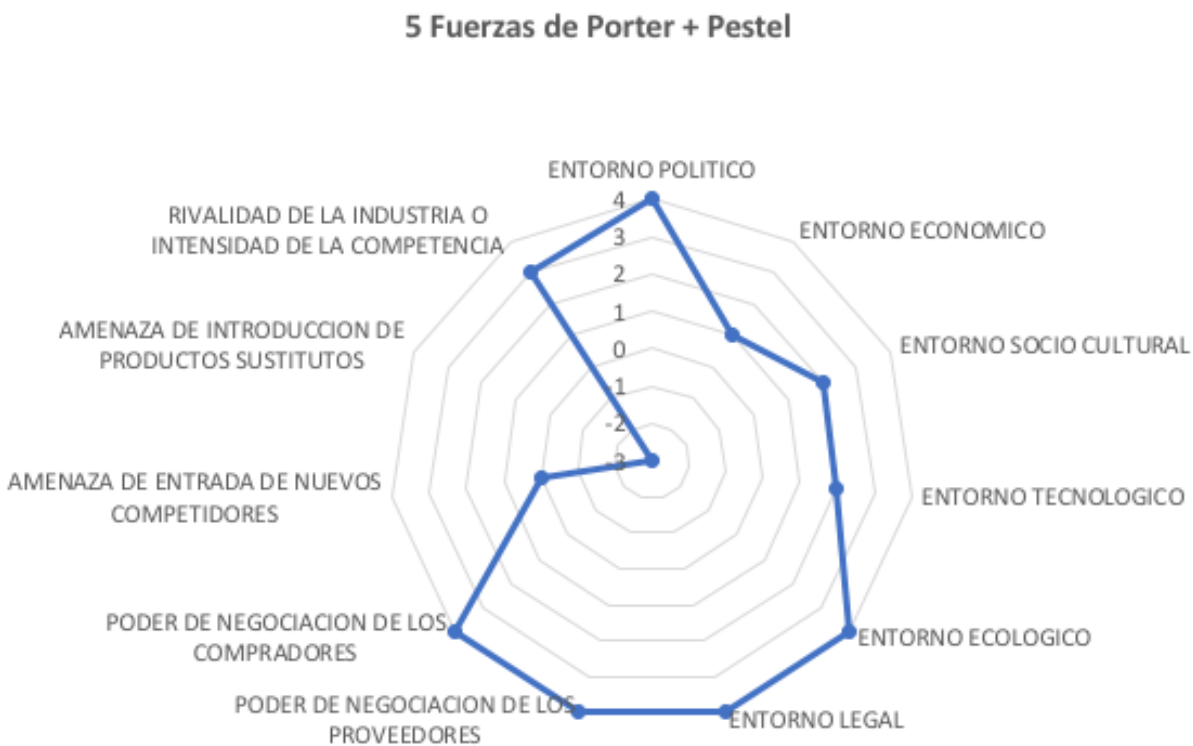 5 Fuerzas de Porter + Pestel
ENTORNO POLITICO
4
3
2
1
0
-1
-2
-3
ENTORNO ECONOMICO
ENTORNO SOCIO CULTURAL
ENTORNO TECNOLOGICO
ENTORNO ECOLOGICO
ENTORNO LEGAL
PODER DE NEGOCIACION DE LOS
PROVEEDORES
PODER DE NEGOCIACION DE LOS
COMPRADORES
AMENAZA DE ENTRADA DE NUEVOS
COMPETIDORES
AMENAZA DE INTRODUCCION DE
PRODUCTOS SUSTITUTOS
RIVALIDAD DE LA INDUSTRIA O
INTENSIDAD DE LA COMPETENCIA